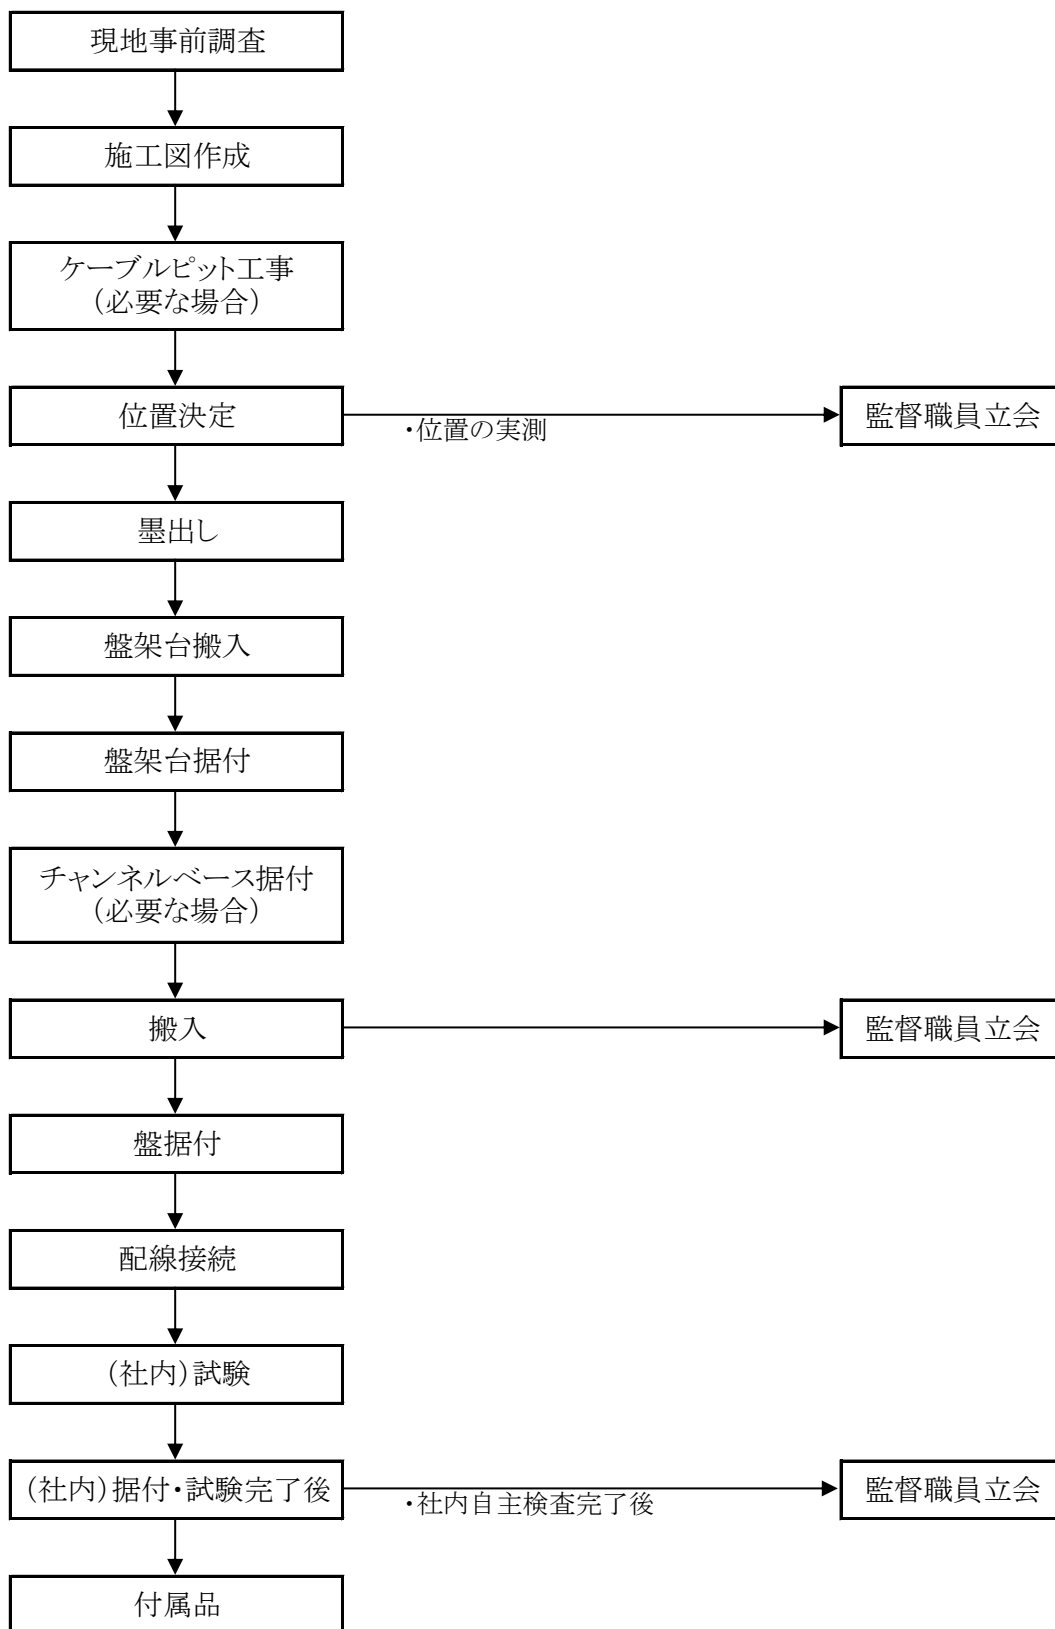 現地事前調査
施工図作成
ケーブルピット工事
(必要な場合)
位置決定
・位置の実測
監督職員立会
墨出し
盤架台搬入
盤架台据付
チャンネルベース据付
(必要な場合)
搬入
監督職員立会
盤据付
配線接続
(社内)試験
(社内)据付・試験完了後
・社内自主検査完了後
監督職員立会
付属品